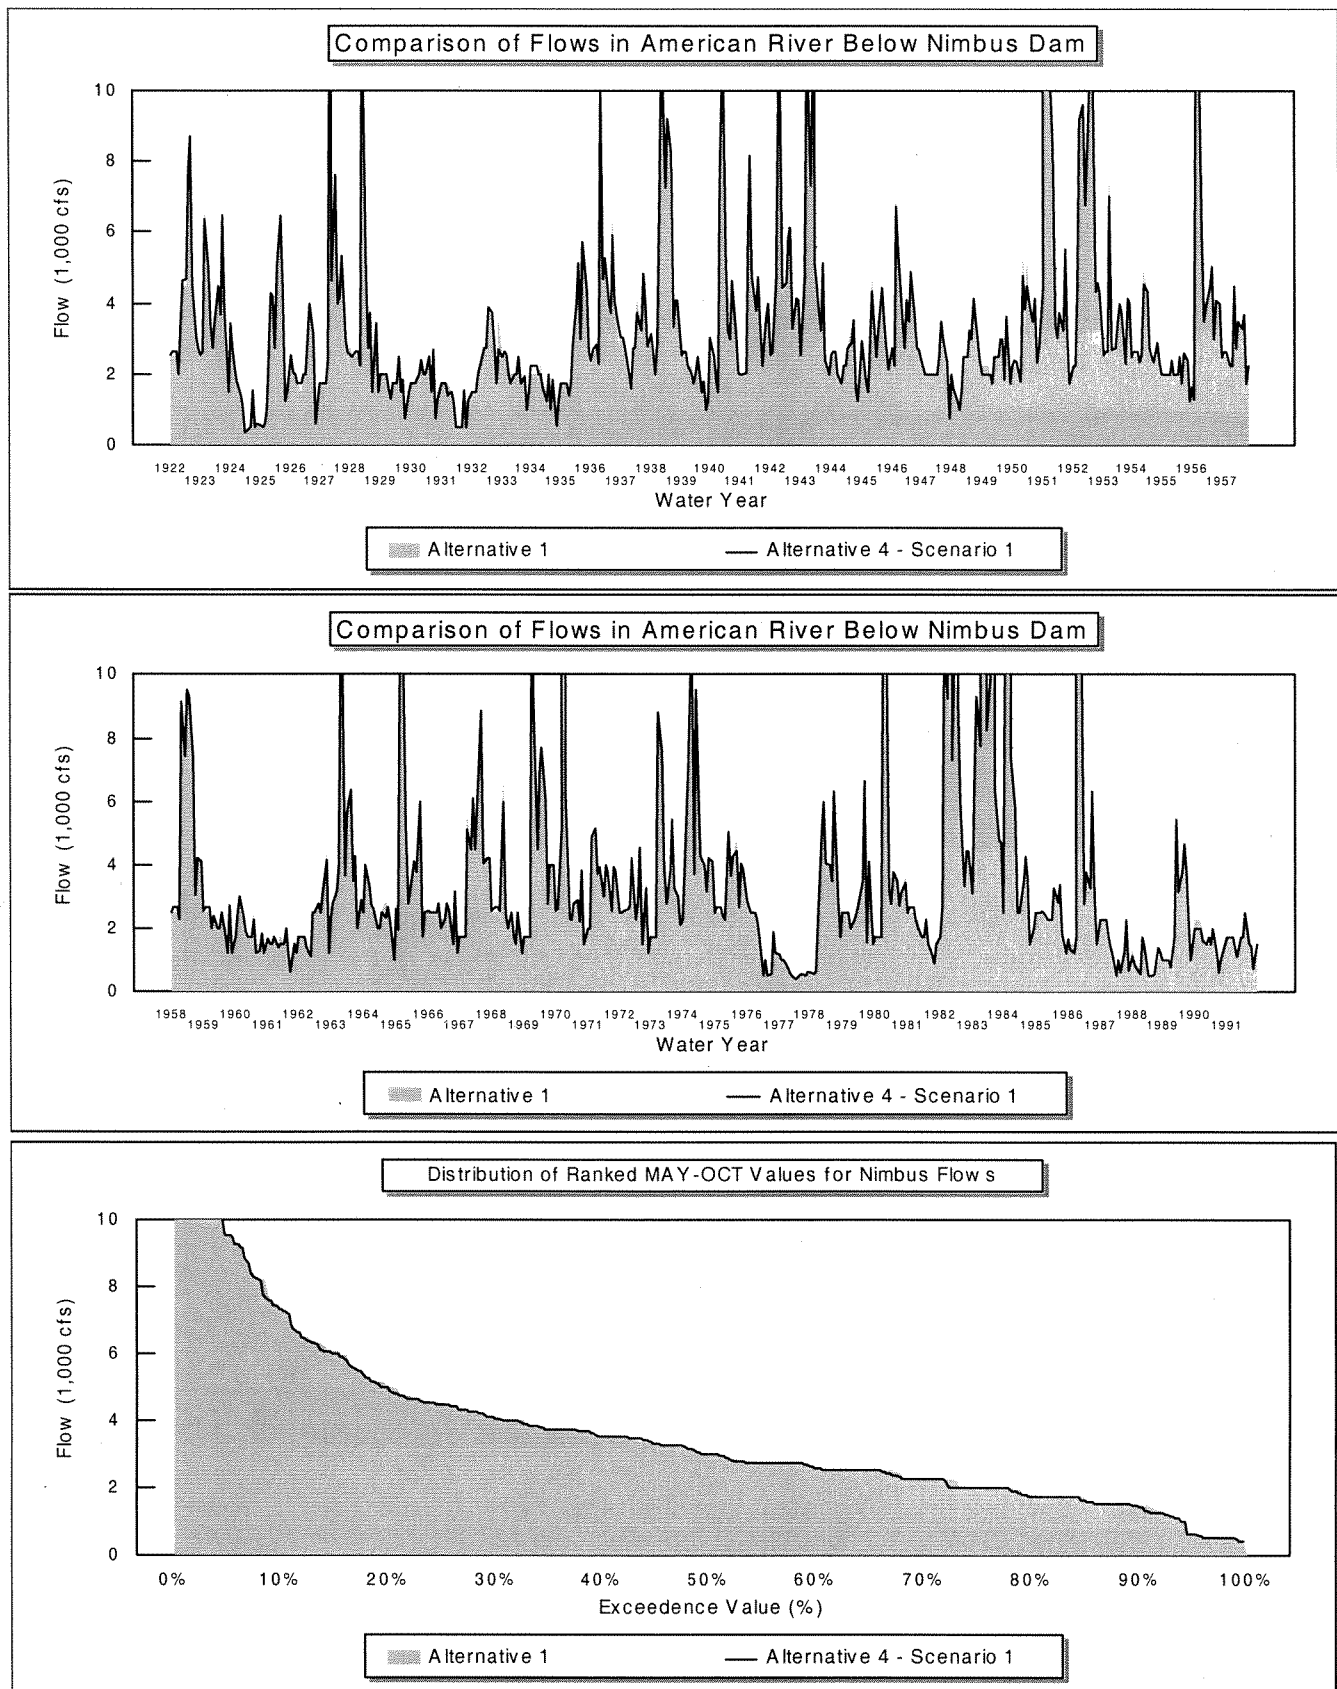 Comparison of Flows in American River Below Nimbus Dam
10
8
6
4
2
0
Flow (1,000 cfs)
1922 1924 1926 1928 1930 1932 1934 1936 1938 1940 1942 1944 1946 1948 1950 1952 1954 1956
1923 1925 1927 1929 1931 1933 1935 1937 1939 1941 1943 1945 1947 1949 1951 1953 1955 1957
Water Year
Alternative 1 Alternative 4 - Scenario 1
Comparison of Flows in American River Below Nimbus Dam
10
8
6
4
2
0
Flow (1,000 cfs)
1958 1960 1962 1964 1966 1968 1970 1972 1974 1976 1978 1980 1982 1984 1986 1988 1990
1959 1961 1963 1965 1967 1969 1971 1973 1975 1977 1979 1981 1983 1985 1987 1989 1991
Water Year
Alternative 1 Alternative 4 - Scenario 1
Distribution of Ranked MAY-OCT Values for Nimbus Flows
10
8
6
4
2
0
Flow (1,000 cfs)
0% 10% 20% 30% 40% 50% 60% 70% 80% 90% 100%
Exceedence Value (%)
Alternative 1 Alternative 4 - Scenario 1